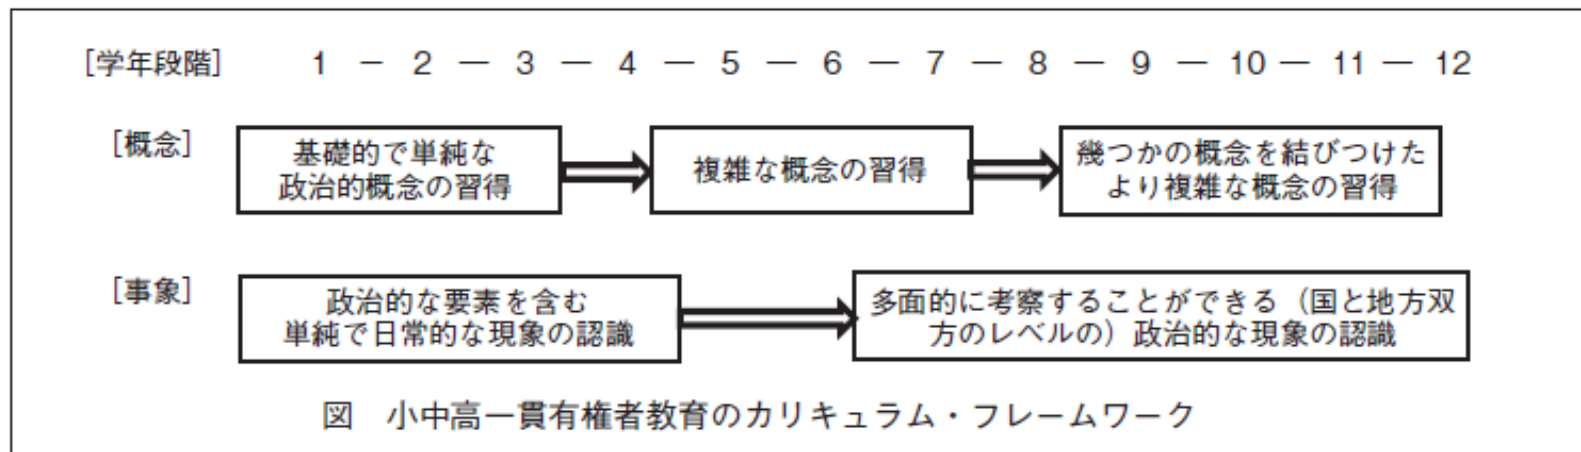 [学年段階] 1 － 2 － 3 － 4 － 5 － 6 － 7 － 8 － 9 － 10 － 11 － 12
[概念]
基礎的で単純な
政治的概念の習得
複雑な概念の習得
幾つかの概念を結びつけた
より複雑な概念の習得
[事象]
政治的な要素を含む
単純で日常的な現象の認識
多面的に考察することができる（国と地方双
方のレベルの）政治的な現象の認識
図　小中高一貫有権者教育のカリキュラム・フレームワーク